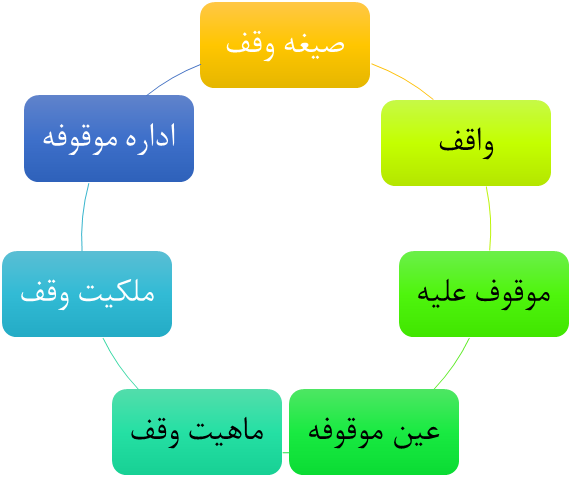 صیغه وقف
واقف
موقوف علیه
عین موقوفه
ماهیت وقف
ملکیت وقف
اداره موقوفه